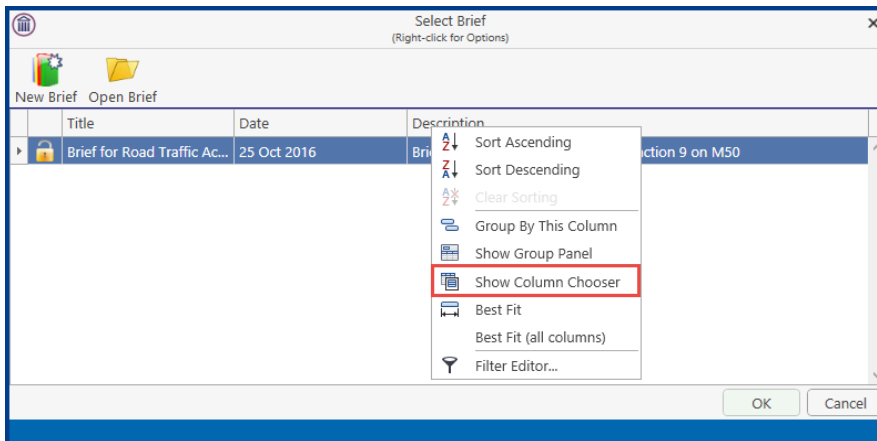 Select Brief
(Right-click for Options)
New Brief Open Brief
Title Date Description
Brief for Road Traffic Ac... 25 Oct 2016 ction 9 on M50
Sort Ascending
Sort Descending
Clear Sorting
Group By This Column
Show Group Panel
Show Column Chooser
Best Fit
Best Fit (all columns)
Filter Editor...
OK Cancel